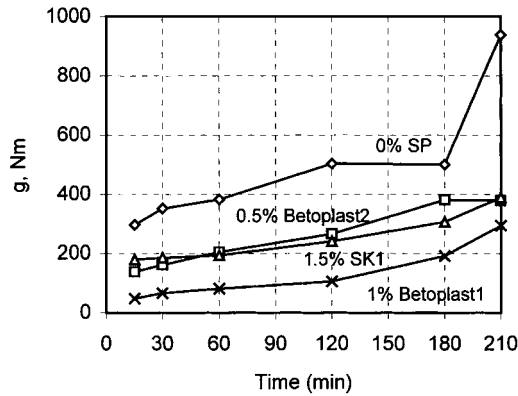 1000
800
600
400
200
0
g, Nm
0% SP
0.5% Betoplast2
1.5% SK1
1% Betoplast1
0 30 60 90 120 150 180 210
Time (min)